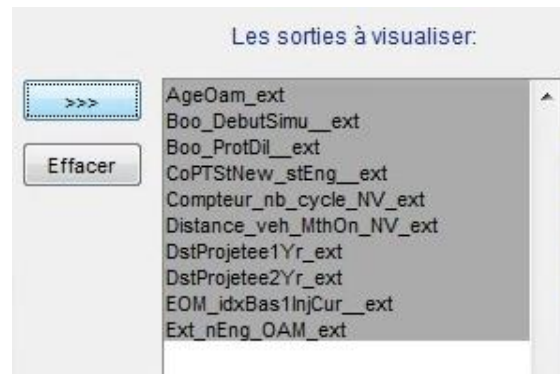 Les sorties à visualiser:
>>>
Effacer
AgeOam_ext
Boo_DebutSimu__ext
Boo_ProtDil__ext
CoPTStNew_stEng__ext
Compteur_nb_cycle_NV_ext
Distance_veh_MthOn_NV_ext
DstProjetee1Yr_ext
DstProjetee2Yr_ext
EOM_idxBas1InjCur__ext
Ext_nEng_OAM_ext